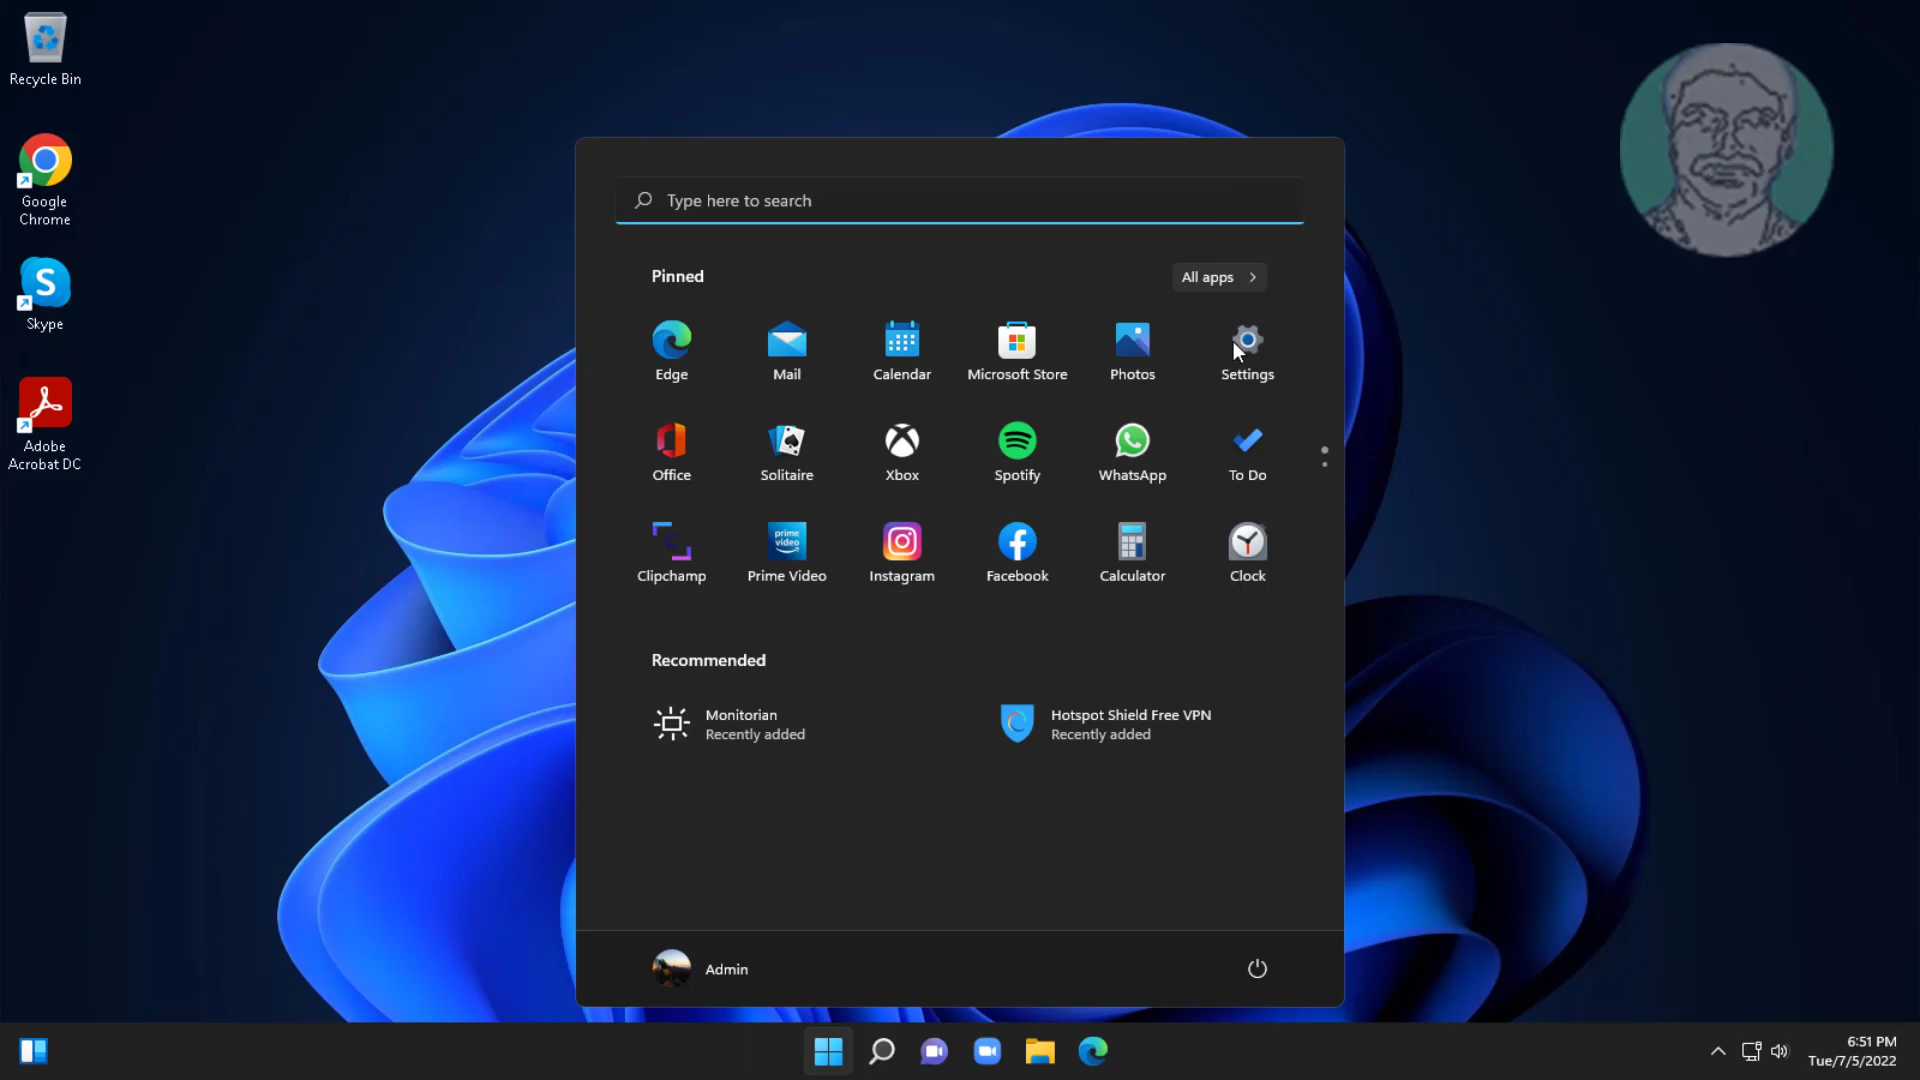 Recycle Bin
Google
Chrome
S
Skype
Adobe
Acrobat DC
Type here to search
Pinned
All apps
Edge
Mail
Calendar
Microsoft Store
Photos
Settings
Office
Solitaire
Xbox
Spotify
WhatsApp
To Do
prime
video
Clipchamp
Prime Video
Instagram
Facebook
Calculator
Clock
Recommended
Monitorian
Recently added
Hotspot Shield Free VPN
Recently added
Admin
6:51 PM
Tue/7/5/2022